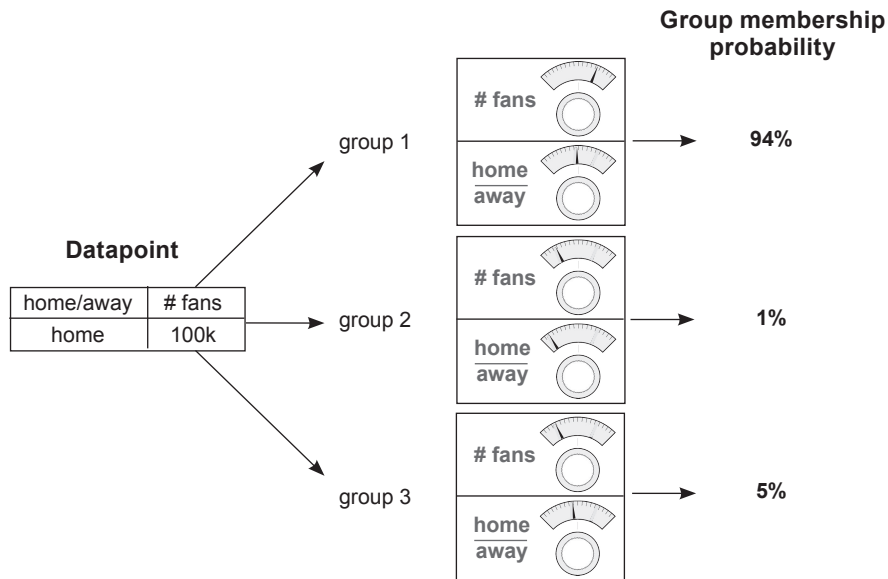 Group membership
probability
# fans
group 1
home
away
94%
Datapoint
home/away # fans
home 100k
# fans
group 2
home
away
1%
# fans
group 3
home
away
5%